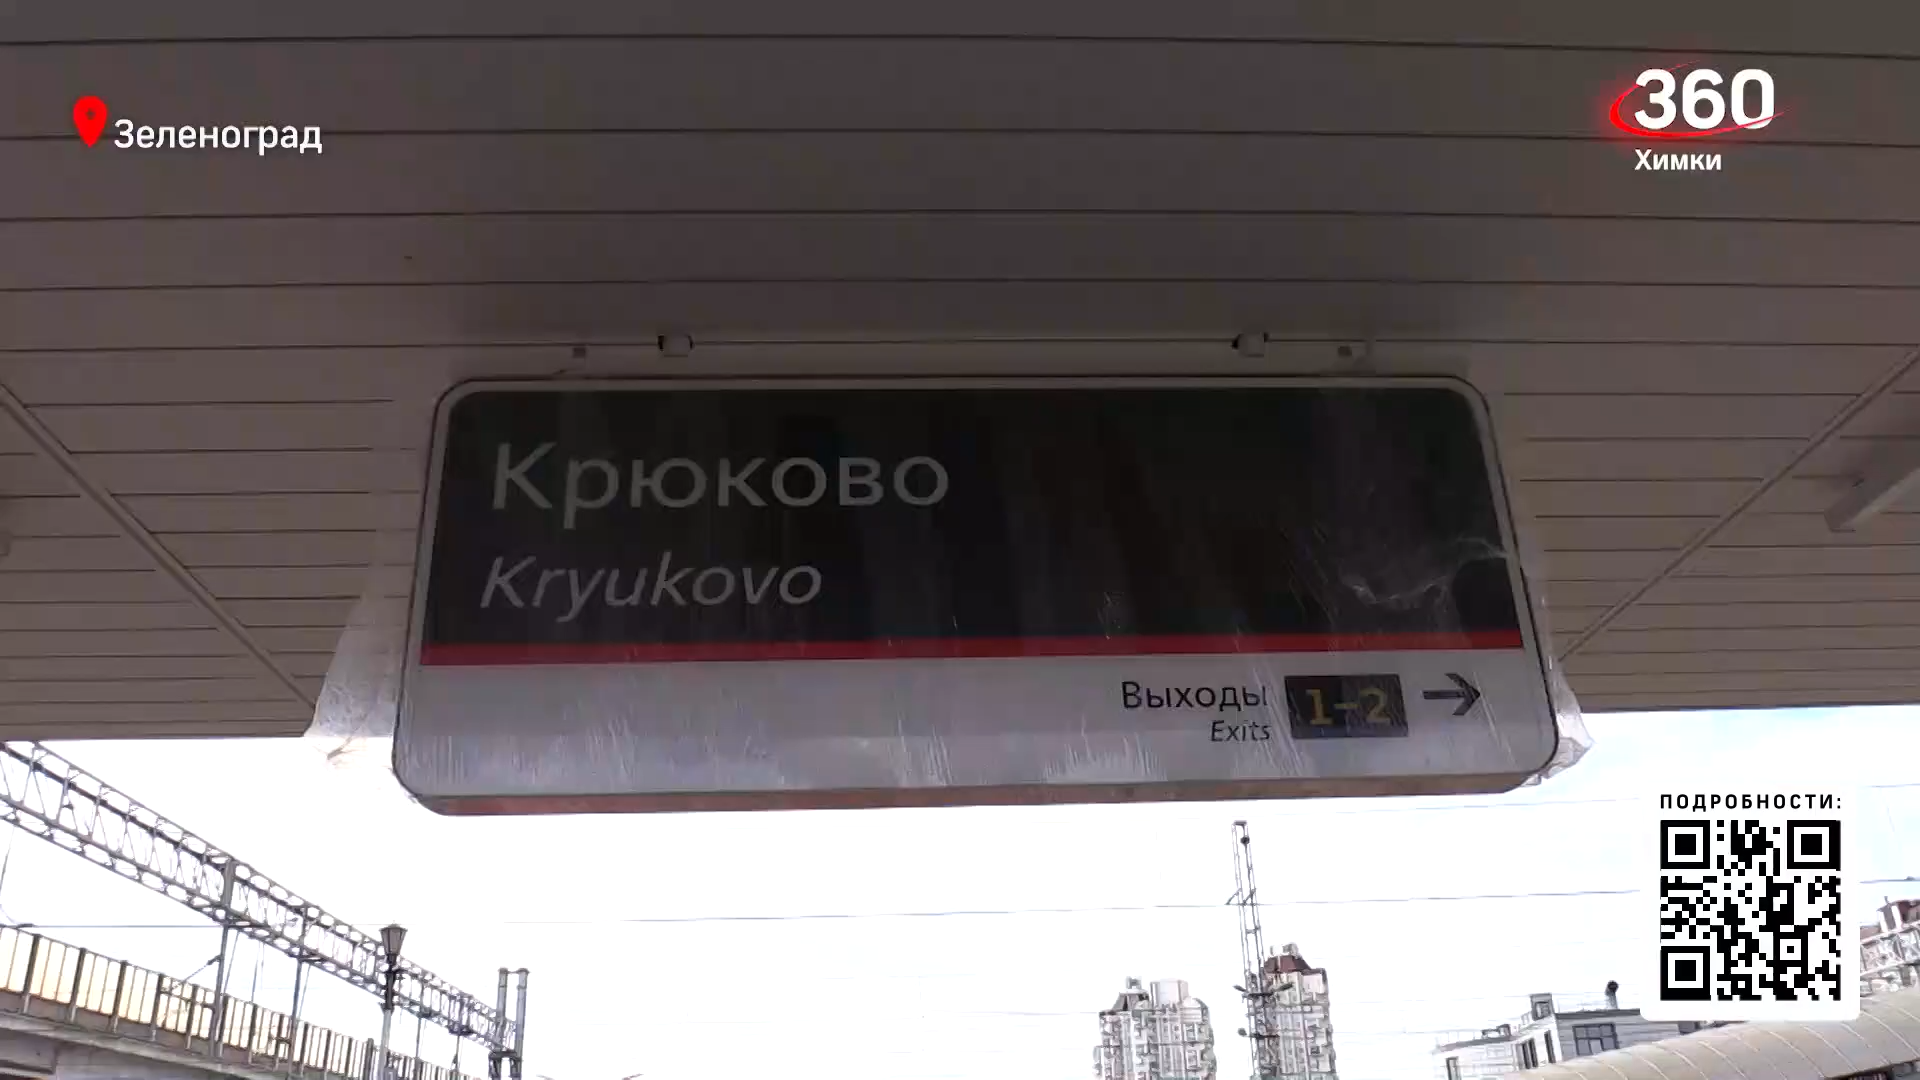 Зеленоград
360
Химки
Крюково
Kryukovo
Выходы 1-2 →
Exits
ПОДРОБНОСТИ: